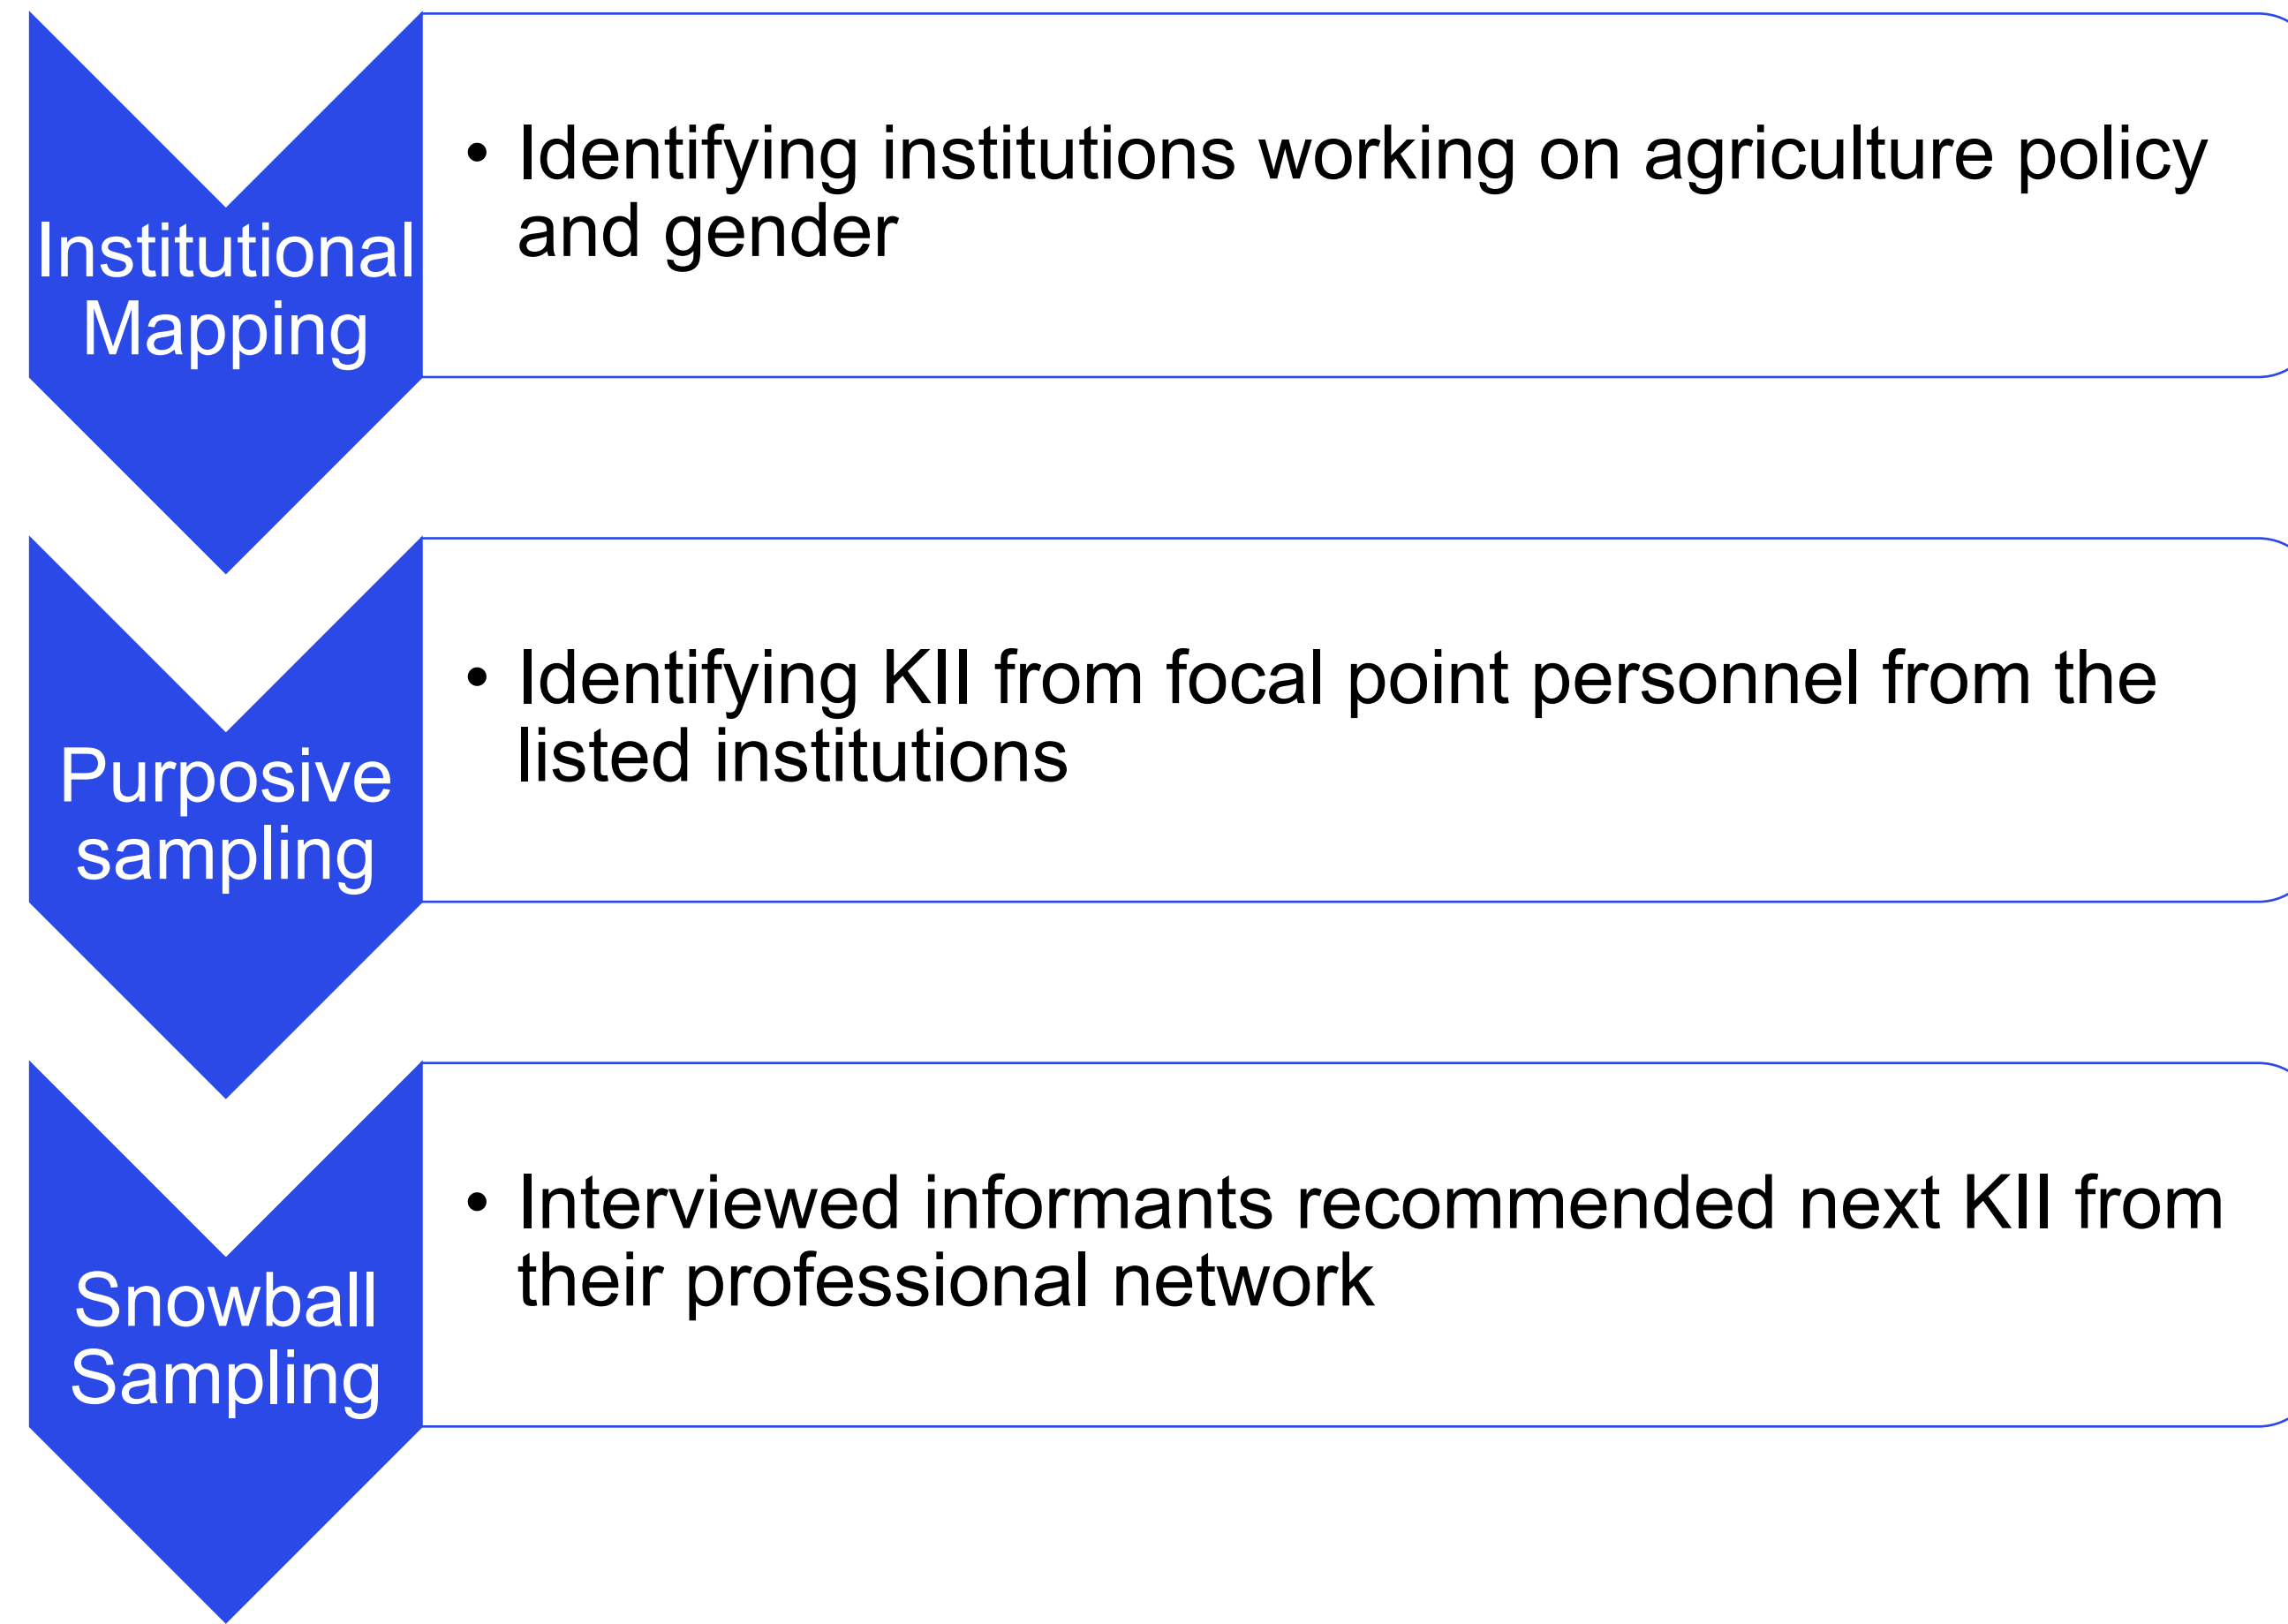 Institutional
Mapping
• Identifying institutions working on agriculture policy
and gender
Purposive
sampling
• Identifying KII from focal point personnel from the
listed institutions
Snowball
Sampling
• Interviewed informants recommended next KII from
their professional network